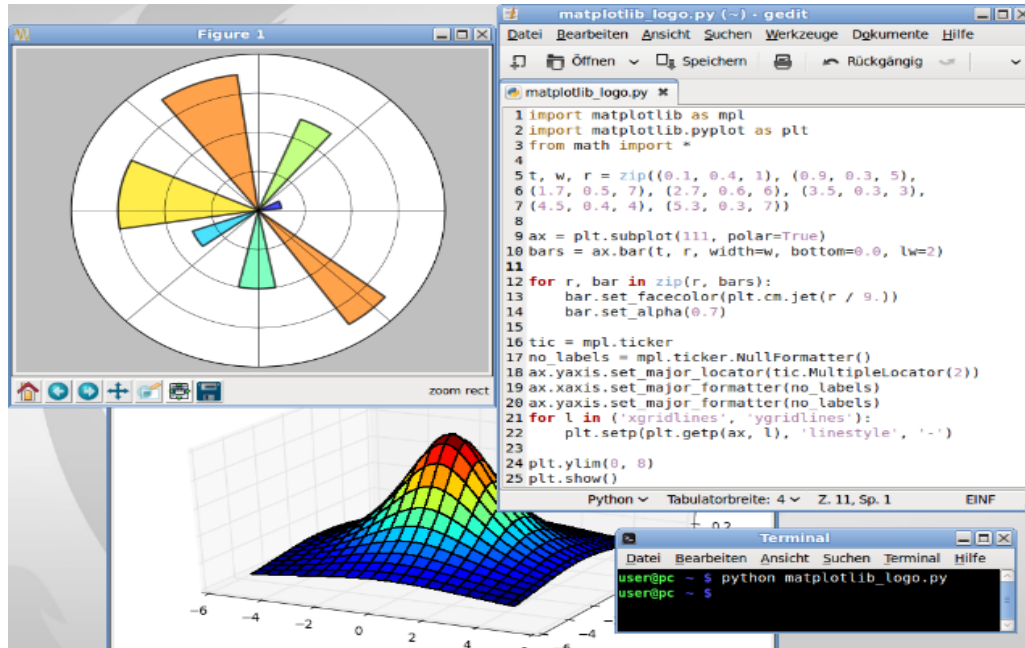 Figure 1
zoom rect
matplotlib_logo.py (~) - gedit
Datei Bearbeiten Ansicht Suchen Werkzeuge Dokumente Hilfe
Öffnen Speichern Rückgängig
matplotlib_logo.py
1 import matplotlib as mpl
2 import matplotlib.pyplot as plt
3 from math import *
4
5 t, w, r = zip((0.1, 0.4, 1), (0.9, 0.3, 5),
6 (1.7, 0.5, 7), (2.7, 0.6, 6), (3.5, 0.3, 3),
7 (4.5, 0.4, 4), (5.3, 0.3, 7))
8
9 ax = plt.subplot(111, polar=True)
10 bars = ax.bar(t, r, width=w, bottom=0.0, lw=2)
11
12 for r, bar in zip(r, bars):
13     bar.set_facecolor(plt.cm.jet(r / 9.))
14     bar.set_alpha(0.7)
15
16 tic = mpl.ticker
17 no_labels = mpl.ticker.NullFormatter()
18 ax.yaxis.set_major_locator(tic.MultipleLocator(2))
19 ax.xaxis.set_major_formatter(no_labels)
20 ax.yaxis.set_major_formatter(no_labels)
21 for l in ('xgridlines', 'ygridlines'):
22     plt.setp(plt.getp(ax, l), 'linestyle', '-')
23
24 plt.ylim(0, 8)
25 plt.show()
Python Tabulatorbreite: 4 Z. 11, Sp. 1 EINF
0.2
−6 −4 −2 0 2 4 −6 −4
Terminal
Datei Bearbeiten Ansicht Suchen Terminal Hilfe
user@pc ~ $ python matplotlib_logo.py
user@pc ~ $